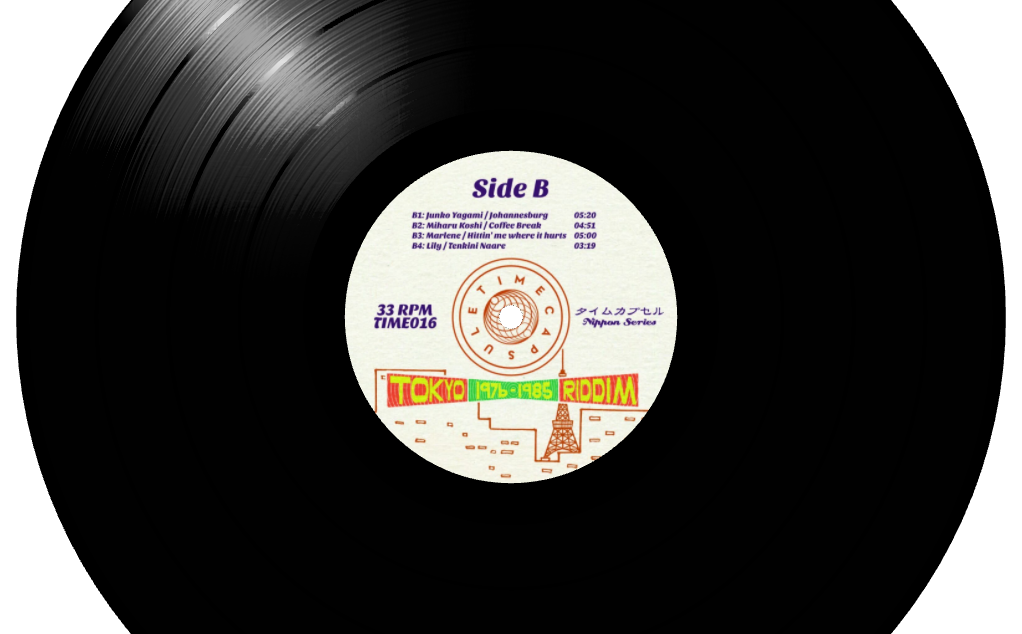 Side B
B1: Junko Yagami / Johannesburg 05:20
B2: Miharu Koshi / Coffee Break 04:51
B3: Marlene / Hittin' me where it hurts 05:00
B4: Lily / Tenkini Naare 03:19
TIME CAPSULE
33 RPM
TIME016
タイムカプセル
Nippon Series
TOKYO 1976-1985 RIDDIM